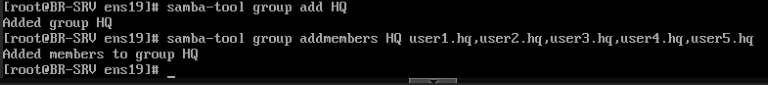 [root@BR-SRV ens19]# samba-tool group add HQ
Added group HQ
[root@BR-SRV ens19]# samba-tool group addmembers HQ user1.hq,user2.hq,user3.hq,user4.hq,user5.hq
Added members to group HQ
[root@BR-SRV ens19]# _